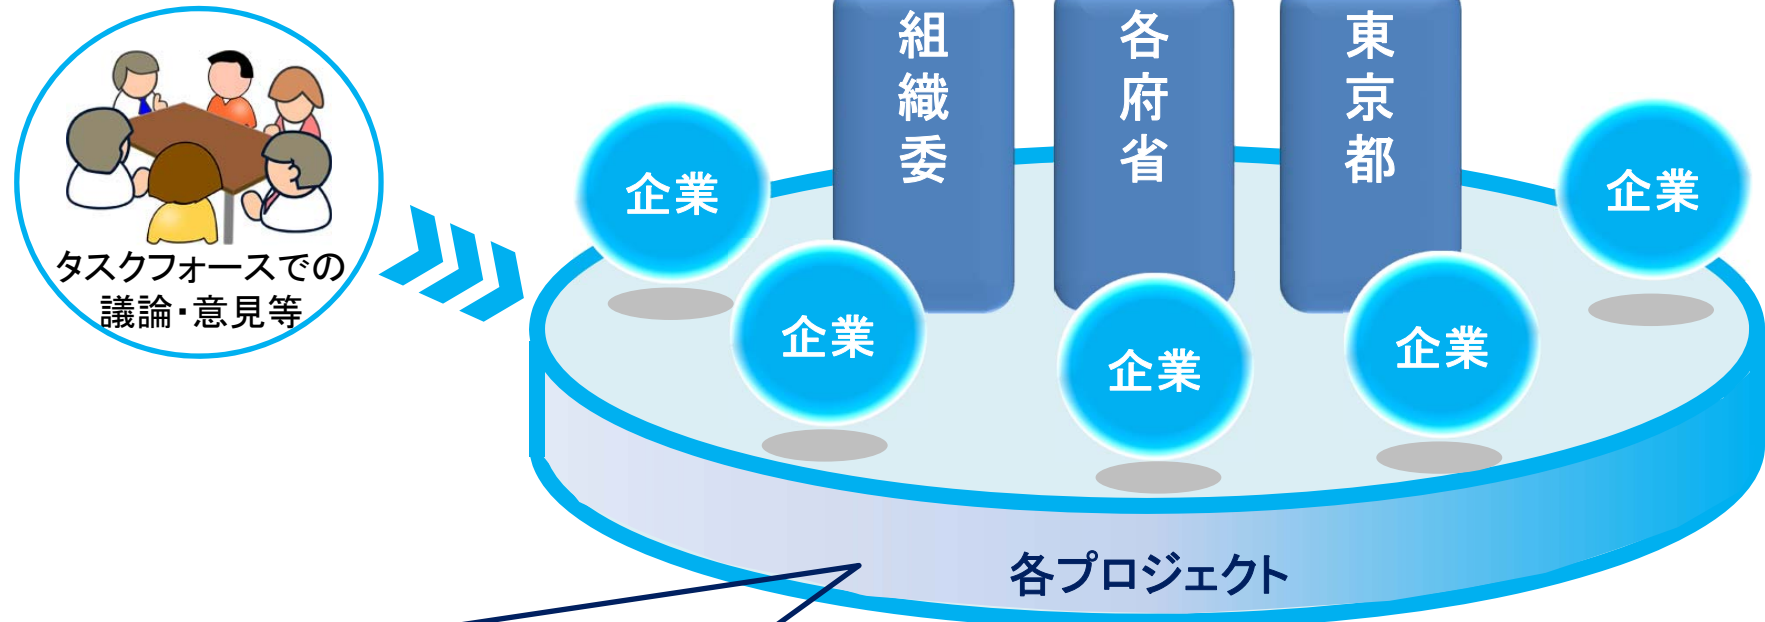 組織委
各府省
東京都
企業
企業
企業
企業
企業
タスクフォースでの
議論・意見等
各プロジェクト